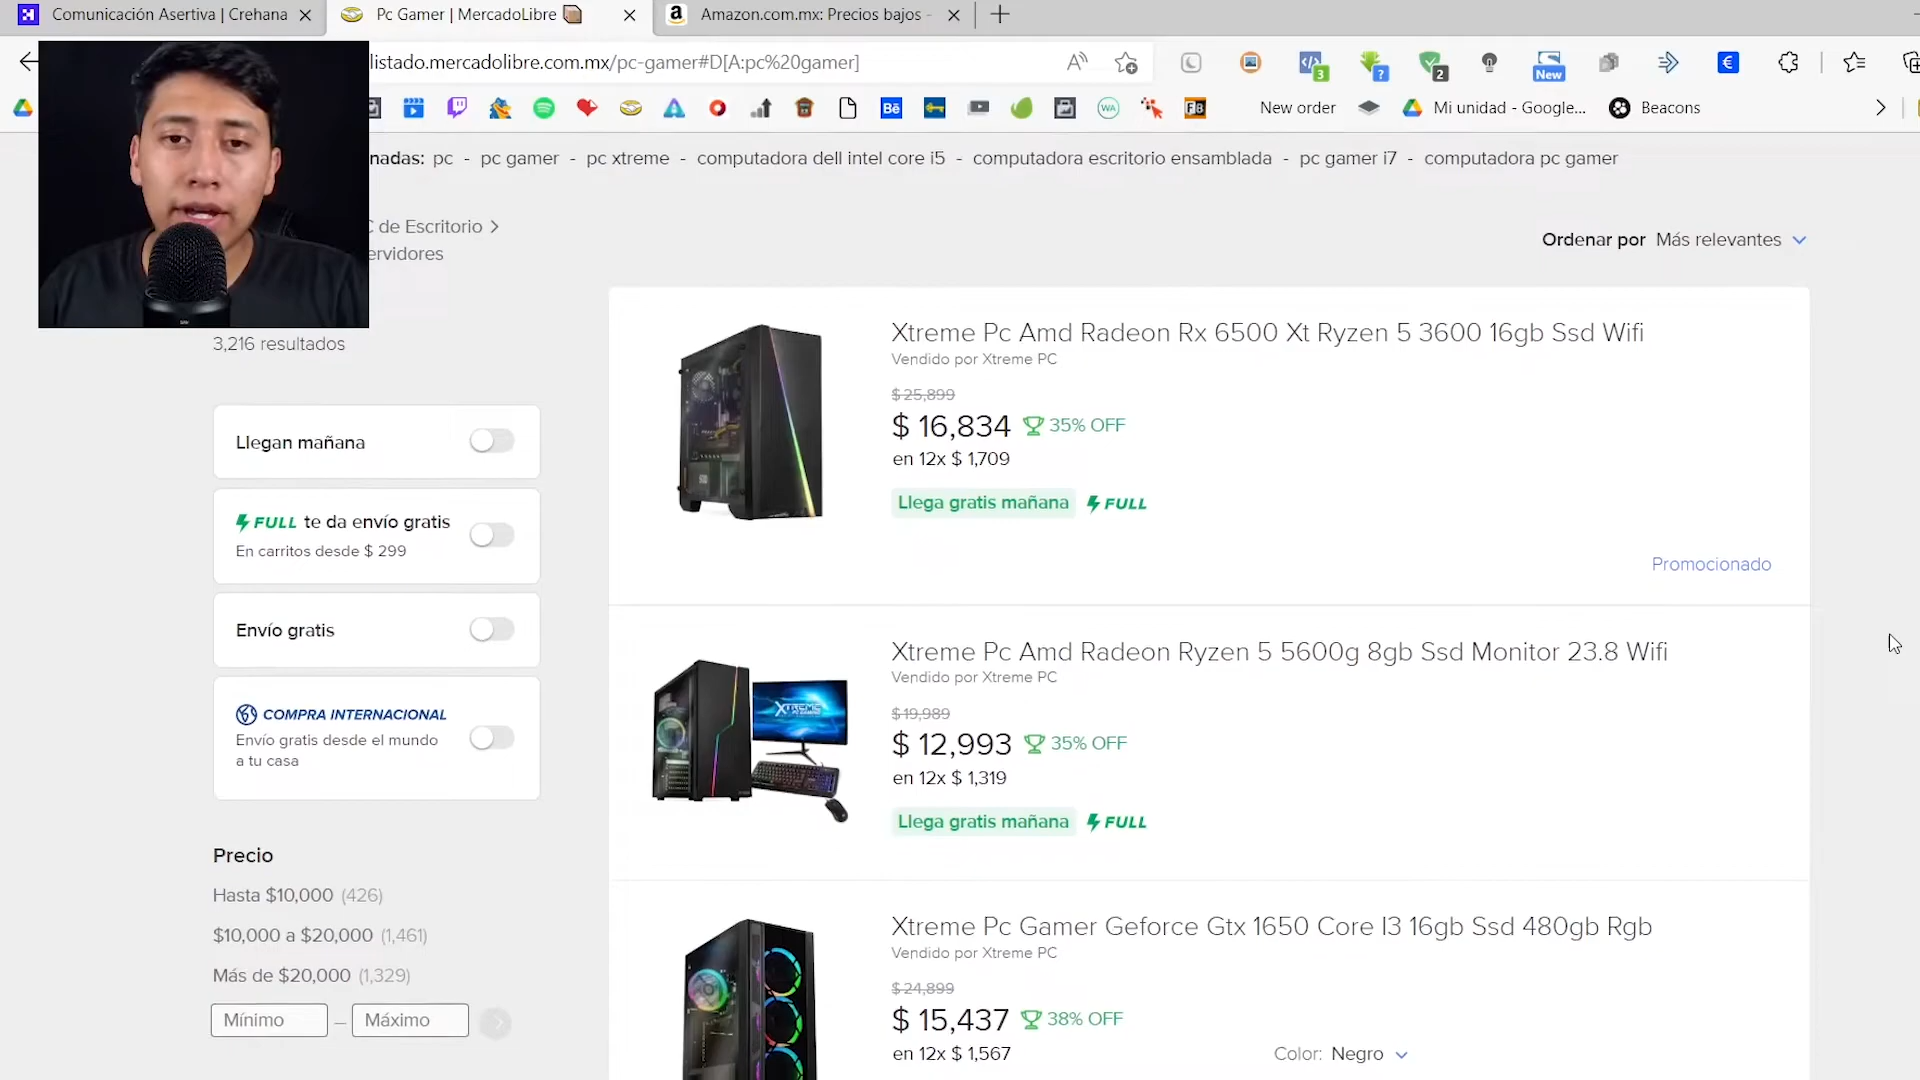 Comunicación Asertiva | Crehana
Pc Gamer | MercadoLibre
Amazon.com.mx: Precios bajos -
listado.mercadolibre.com.mx/pc-gamer#D[A:pc%20gamer]
3
?
2
New
New order
Mi unidad - Google...
Beacons
Bē
WA
FB
nadas: pc - pc gamer - pc xtreme - computadora dell intel core i5 - computadora escritorio ensamblada - pc gamer i7 - computadora pc gamer
C de Escritorio
ervidores
Ordenar por Más relevantes
3,216 resultados
Llegan mañana
FULL te da envío gratis
En carritos desde $ 299
Envío gratis
COMPRA INTERNACIONAL
Envío gratis desde el mundo
a tu casa
Precio
Hasta $10,000 (426)
$10,000 a $20,000 (1,461)
Más de $20,000 (1,329)
Mínimo – Máximo
Xtreme Pc Amd Radeon Rx 6500 Xt Ryzen 5 3600 16gb Ssd Wifi
Vendido por Xtreme PC
$ 25,899
$ 16,834 35% OFF
en 12x $ 1,709
Llega gratis mañana FULL
Promocionado
Xtreme Pc Amd Radeon Ryzen 5 5600g 8gb Ssd Monitor 23.8 Wifi
Vendido por Xtreme PC
$ 19,989
$ 12,993 35% OFF
en 12x $ 1,319
Llega gratis mañana FULL
XTREME
Xtreme Pc Gamer Geforce Gtx 1650 Core I3 16gb Ssd 480gb Rgb
Vendido por Xtreme PC
$ 24,899
$ 15,437 38% OFF
en 12x $ 1,567
Color: Negro